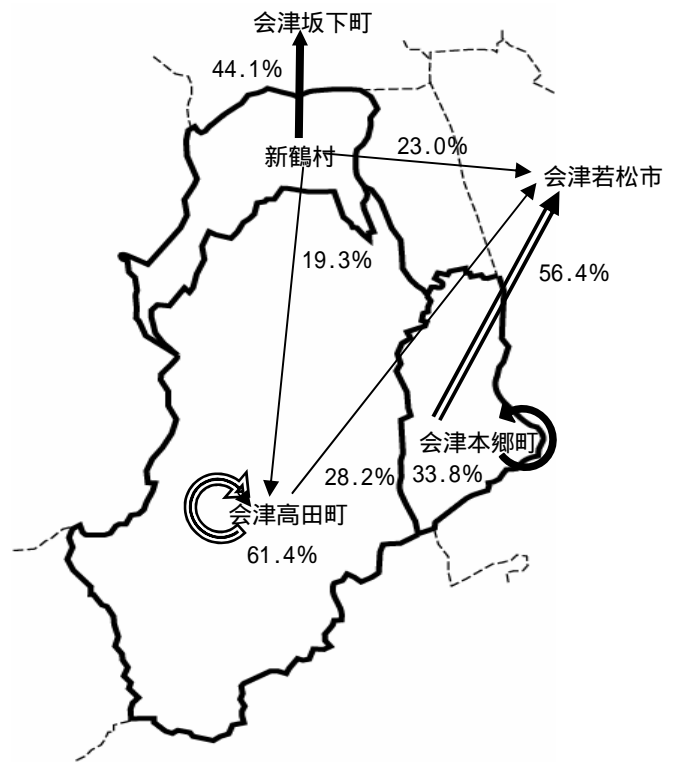 会津坂下町
44.1%
新鶴村
23.0%
会津若松市
19.3%
56.4%
会津本郷町
28.2%
33.8%
会津高田町
61.4%